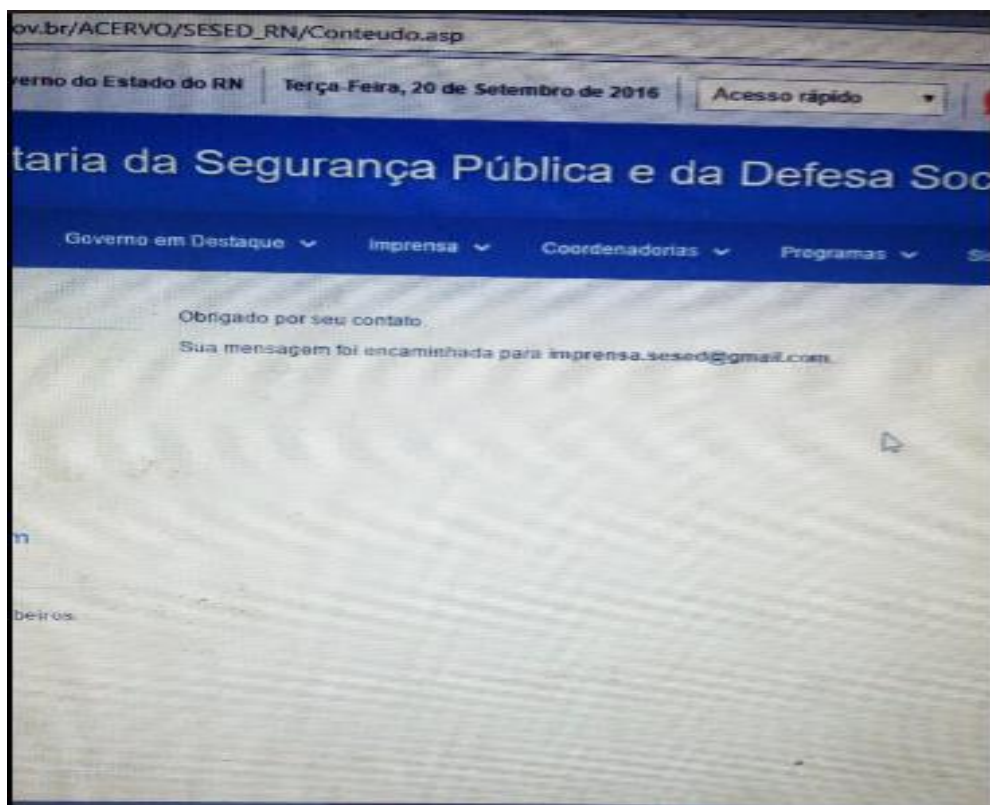 ov.br/ACERVO/SESED_RN/Conteudo.asp
verno do Estado do RN Terça-Feira, 20 de Setembro de 2016 Acesso rápido
taria da Segurança Pública e da Defesa Soc
Governo em Destaque Imprensa Coordenadorias Programas Sis
Obrigado por seu contato.
Sua mensagem foi encaminhada para imprensa.sesed@gmail.com.
m
beiros